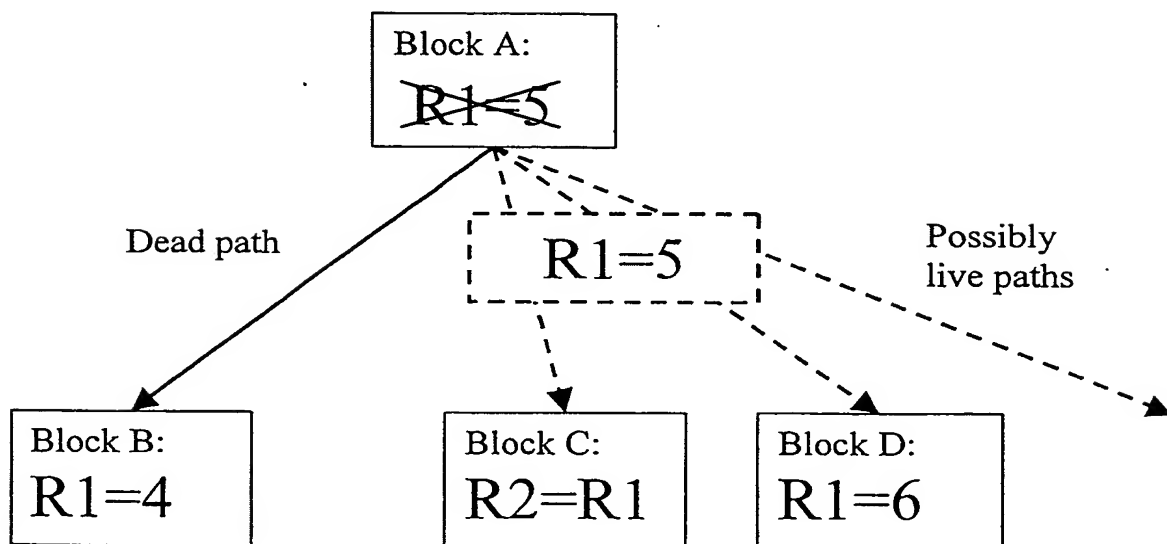 Block A:
R1=5
Dead path
R1=5
Possibly
live paths
Block B:
R1=4
Block C:
R2=R1
Block D:
R1=6